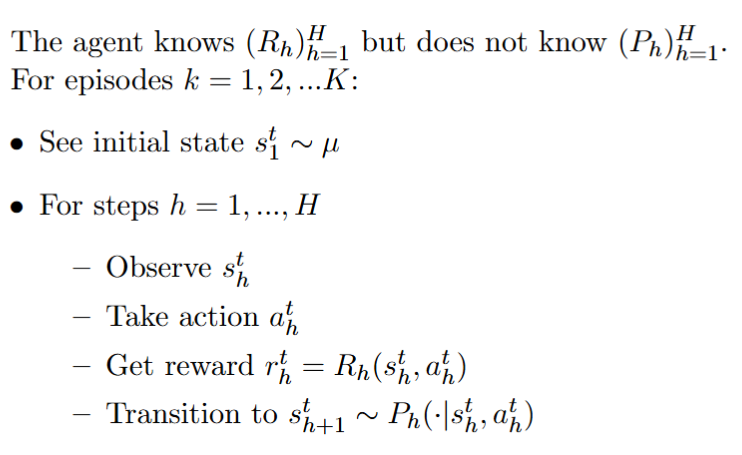 The agent knows $(R_h)_{h=1}^H$ but does not know $(P_h)_{h=1}^H$.
For episodes $k = 1, 2, ...K$:
• See initial state $s_1^t \sim \mu$
• For steps $h = 1, ..., H$
– Observe $s_h^t$
– Take action $a_h^t$
– Get reward $r_h^t = R_h(s_h^t, a_h^t)$
– Transition to $s_{h+1}^t \sim P_h(\cdot|s_h^t, a_h^t)$